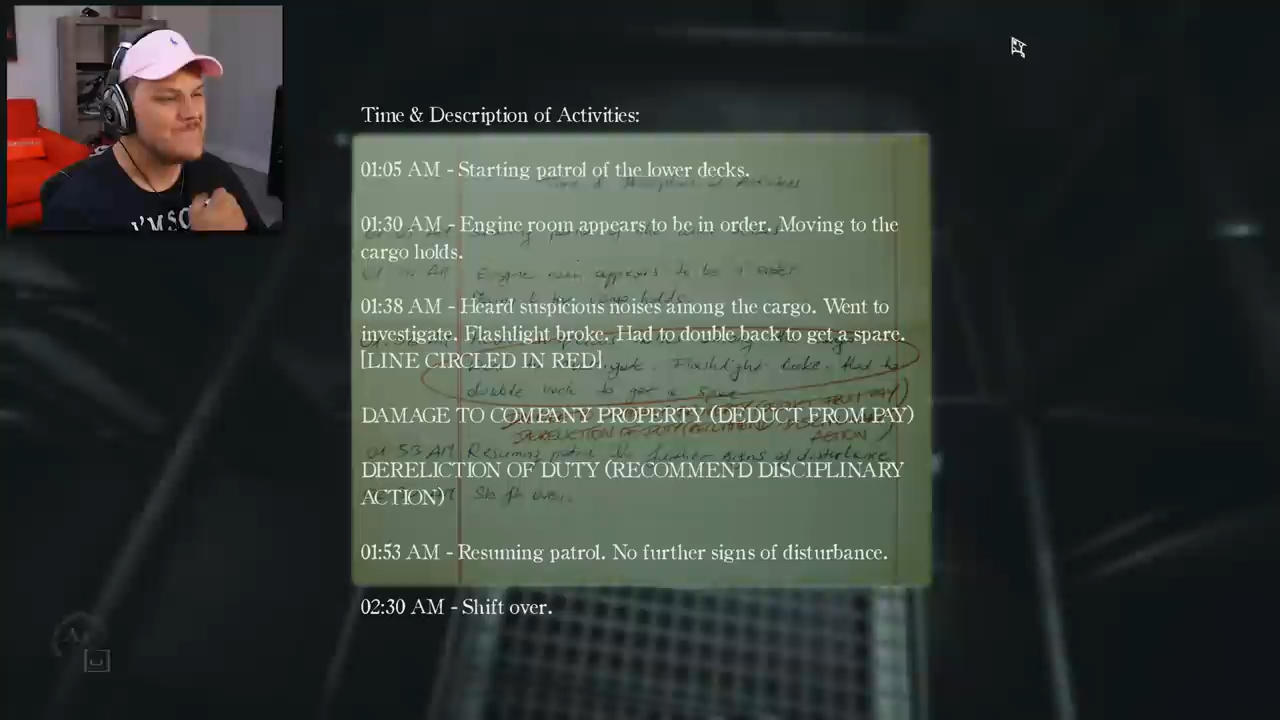 I'M SO
Time & Description of Activities:
01:05 AM - Starting patrol of the lower decks.
01:30 AM - Engine room appears to be in order. Moving to the
cargo holds.
01:38 AM - Heard suspicious noises among the cargo. Went to
investigate. Flashlight broke. Had to double back to get a spare.
[LINE CIRCLED IN RED].
DAMAGE TO COMPANY PROPERTY (DEDUCT FROM PAY)
DERELICTION OF DUTY (RECOMMEND DISCIPLINARY
ACTION)
01:53 AM - Resuming patrol. No further signs of disturbance.
02:30 AM - Shift over.